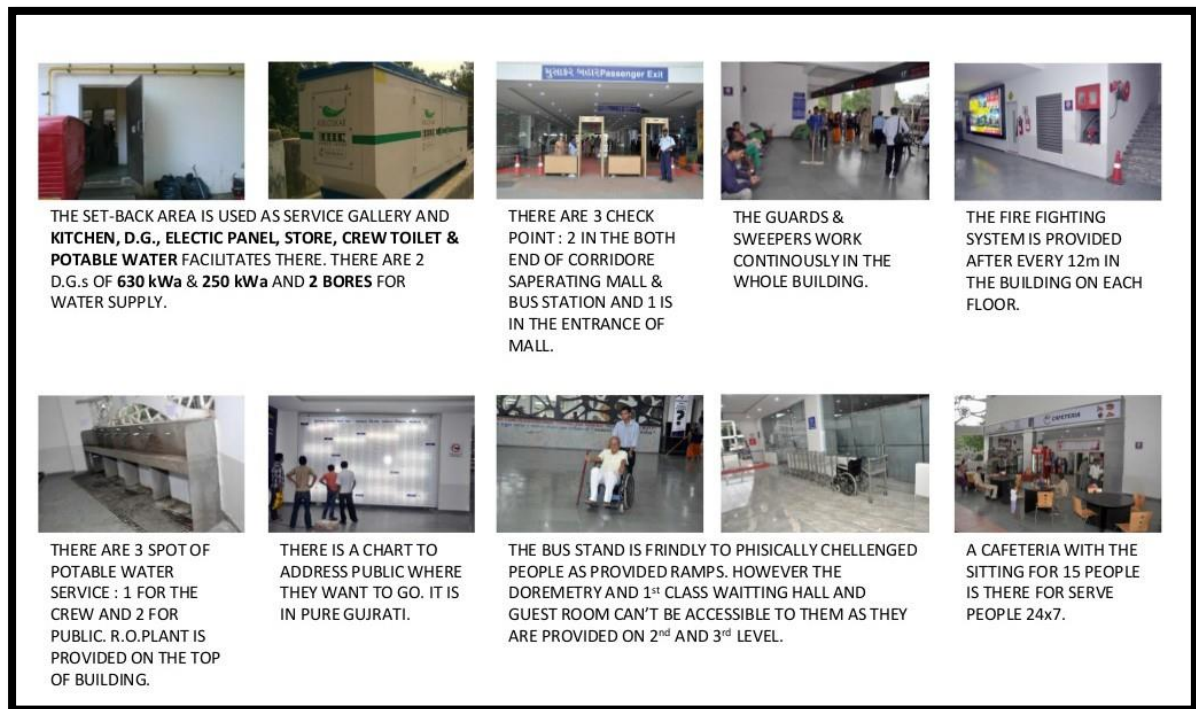 મુસાફર બહાર Passenger Exit
CAFETERIA
THE SET-BACK AREA IS USED AS SERVICE GALLERY AND
KITCHEN, D.G., ELECTIC PANEL, STORE, CREW TOILET &
POTABLE WATER FACILITATES THERE. THERE ARE 2
D.G.s OF 630 kWa & 250 kWa AND 2 BORES FOR
WATER SUPPLY.
THERE ARE 3 CHECK
POINT : 2 IN THE BOTH
END OF CORRIDORE
SAPERATING MALL &
BUS STATION AND 1 IS
IN THE ENTRANCE OF
MALL.
THE GUARDS &
SWEEPERS WORK
CONTINOUSLY IN THE
WHOLE BUILDING.
THE FIRE FIGHTING
SYSTEM IS PROVIDED
AFTER EVERY 12m IN
THE BUILDING ON EACH
FLOOR.
THERE ARE 3 SPOT OF
POTABLE WATER
SERVICE : 1 FOR THE
CREW AND 2 FOR
PUBLIC. R.O.PLANT IS
PROVIDED ON THE TOP
OF BUILDING.
THERE IS A CHART TO
ADDRESS PUBLIC WHERE
THEY WANT TO GO. IT IS
IN PURE GUJRATI.
THE BUS STAND IS FRINDLY TO PHISICALLY CHELLENGED
PEOPLE AS PROVIDED RAMPS. HOWEVER THE
DOREMETRY AND 1st CLASS WAITTING HALL AND
GUEST ROOM CAN'T BE ACCESSIBLE TO THEM AS THEY
ARE PROVIDED ON 2nd AND 3rd LEVEL.
A CAFETERIA WITH THE
SITTING FOR 15 PEOPLE
IS THERE FOR SERVE
PEOPLE 24x7.